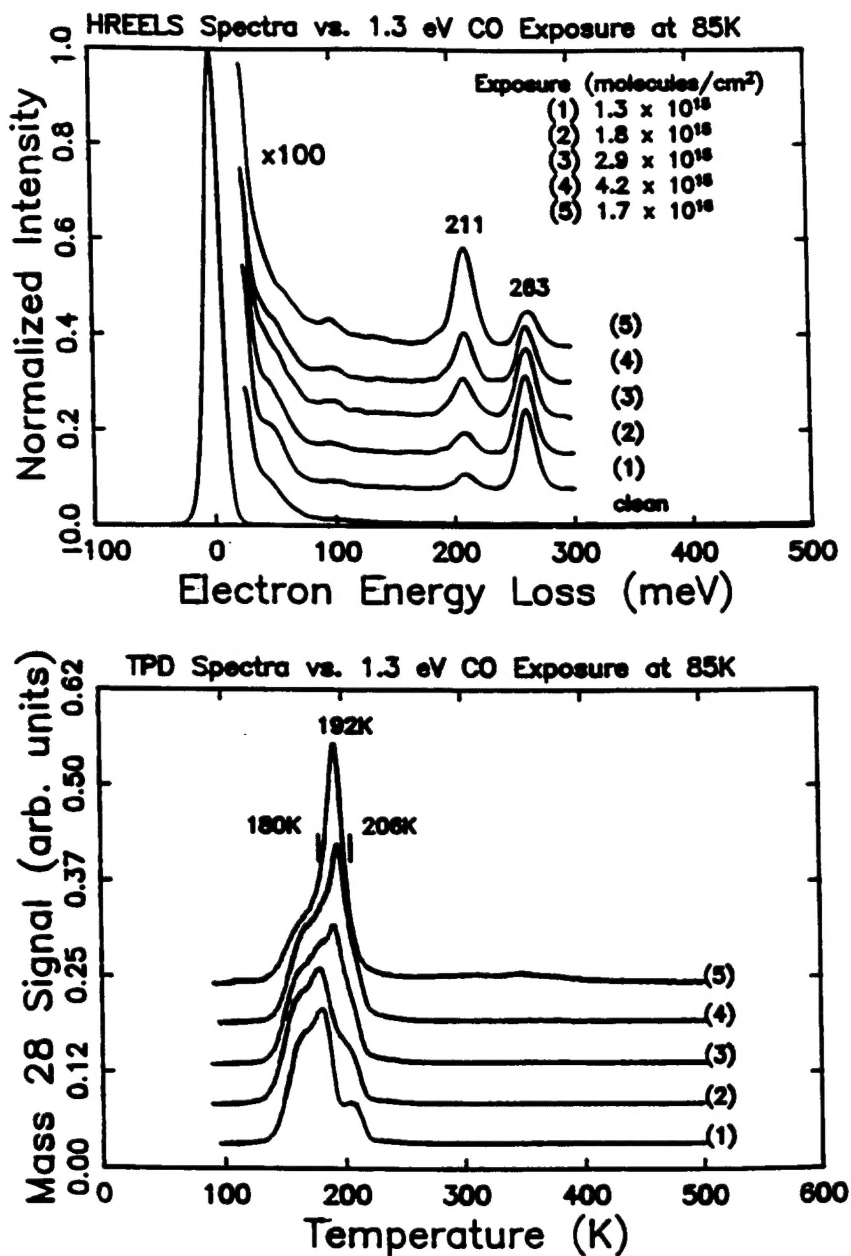 HREELS Spectra vs. 1.3 eV CO Exposure at 85K
Exposure (molecules/cm²)
(1) 1.3 x 10
(2) 1.8 x 10
(3) 2.9 x 10
(4) 4.2 x 10
(5) 1.7 x 10
x100
211
263
(5)
(4)
(3)
(2)
(1)
clean
1.0
0.8
0.6
0.4
0.2
0.0
Normalized Intensity
-100
0
100
200
300
400
500
Electron Energy Loss (meV)
TPD Spectra vs. 1.3 eV CO Exposure at 85K
192K
180K
206K
(5)
(4)
(3)
(2)
(1)
0.62
0.50
0.37
0.25
0.12
0.00
Mass 28 Signal (arb. units)
0
100
200
300
400
500
600
Temperature (K)